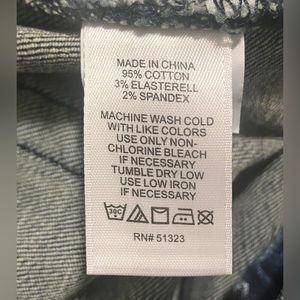 MADE IN CHINA
95% COTTON
3% ELASTERELL
2% SPANDEX
MACHINE WASH COLD
WITH LIKE COLORS
USE ONLY NON-
CHLORINE BLEACH
IF NECESSARY
TUMBLE DRY LOW
USE LOW IRON
IF NECESSARY
30C
RN# 51323